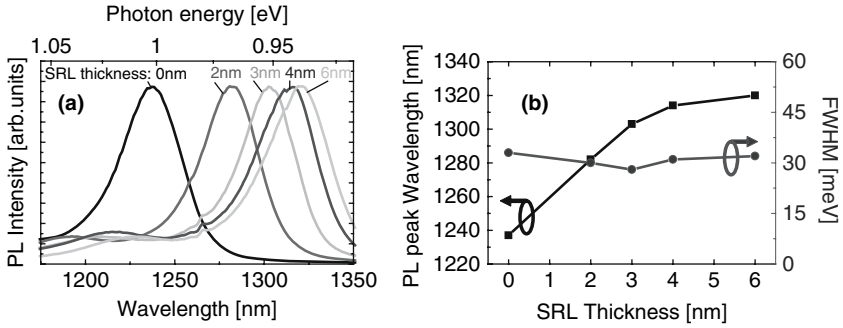 Photon energy [eV]
1.05 1 0.95
SRL thickness: 0nm 2nm 3nm 4nm 6nm
(a)
PL Intensity [arb.units]
1200 1250 1300 1350
Wavelength [nm]
PL peak Wavelength [nm]
1340
1320
1300
1280
1260
1240
1220
(b)
60
45
30
15
0
FWHM [meV]
0 1 2 3 4 5 6
SRL Thickness [nm]